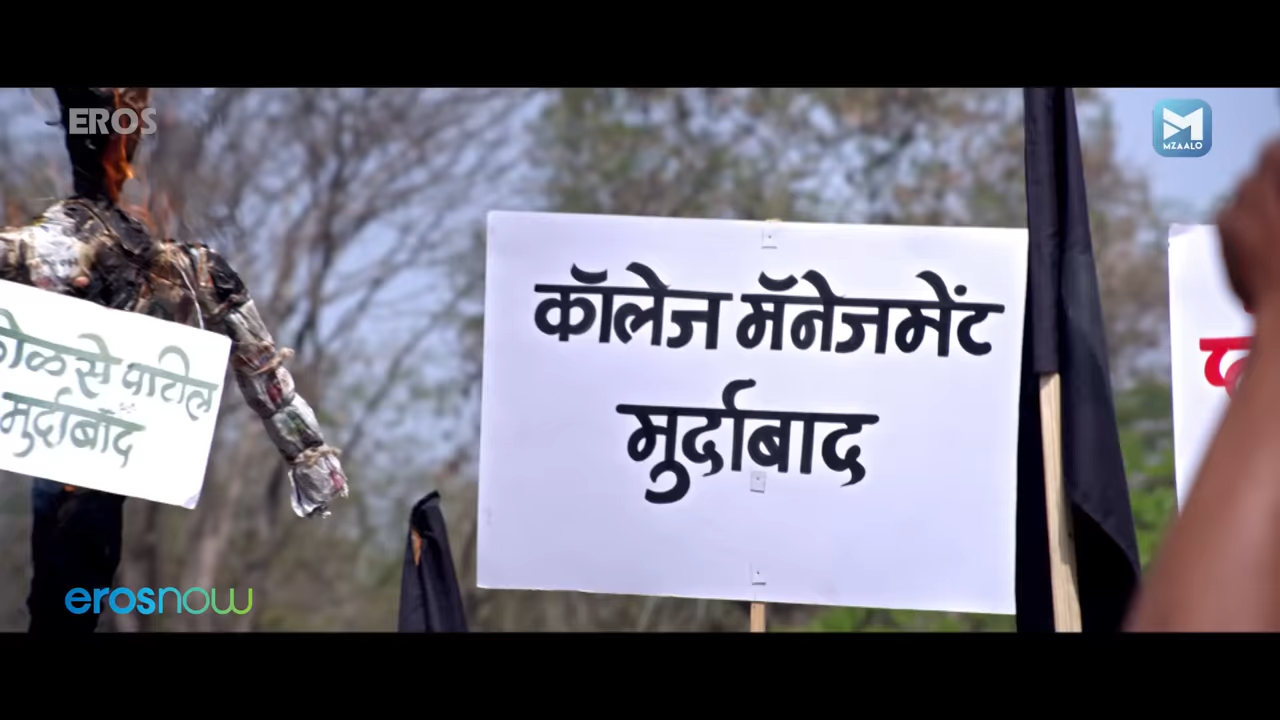 EROS
MZAALO
कॉलेज मॅनेजमेंट
मुर्दाबाद
से पाटील
मुर्दाबाद
erosnow